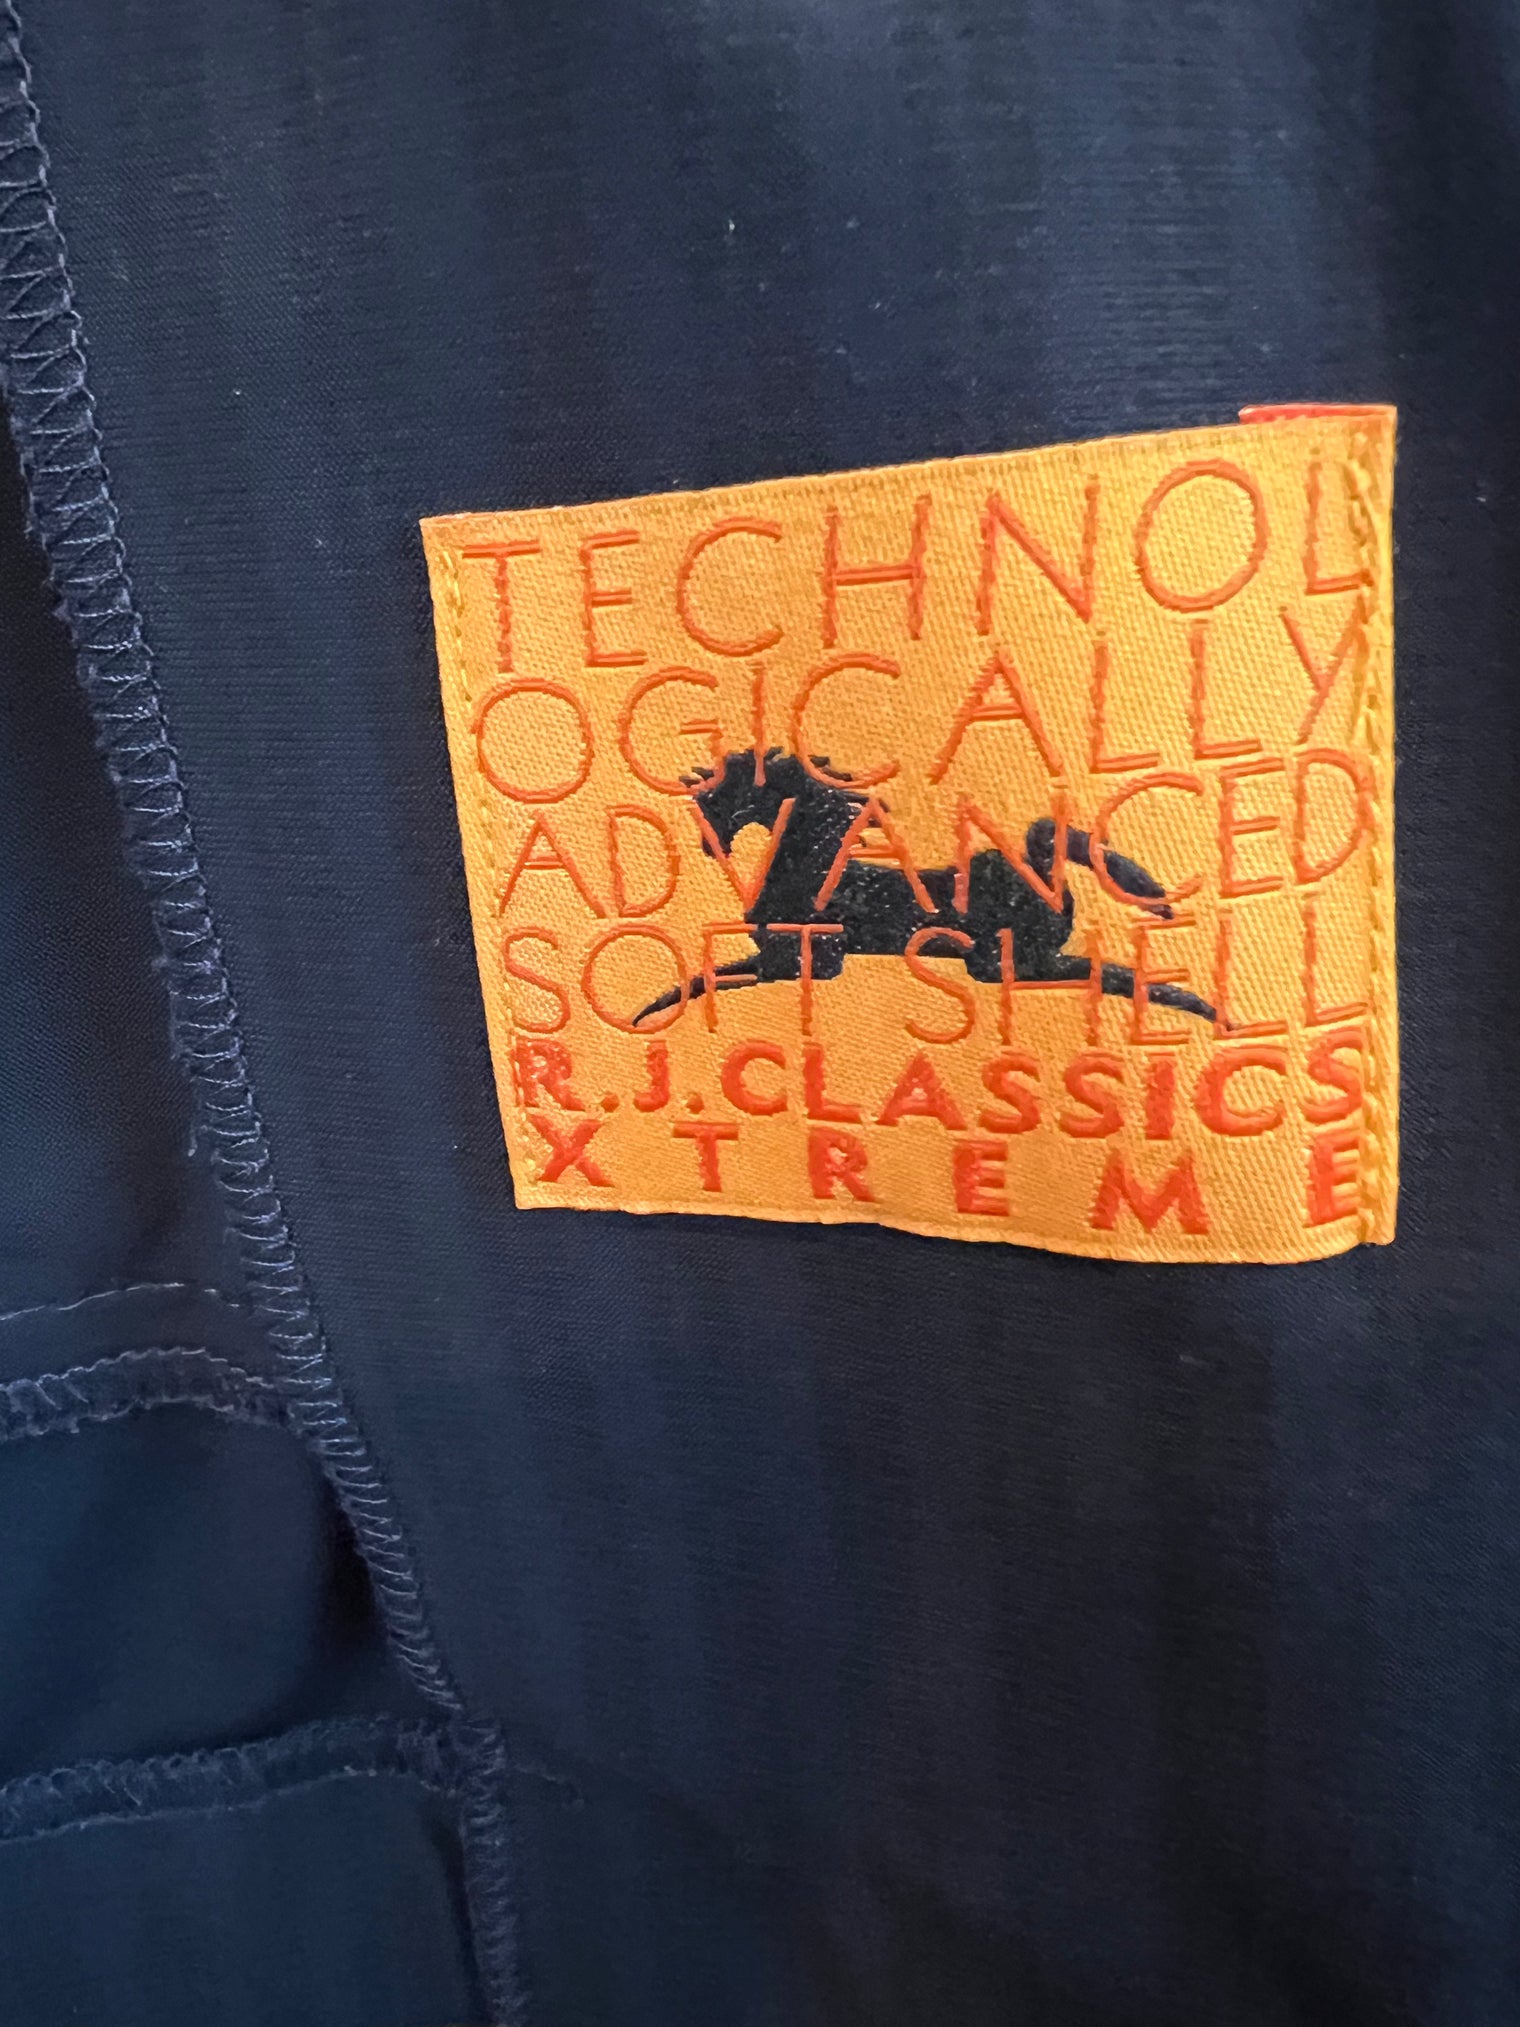 TECHNOL
OGICALLY
ADVANCED
SOFT SHELL
R.J.CLASSICS
XTREME